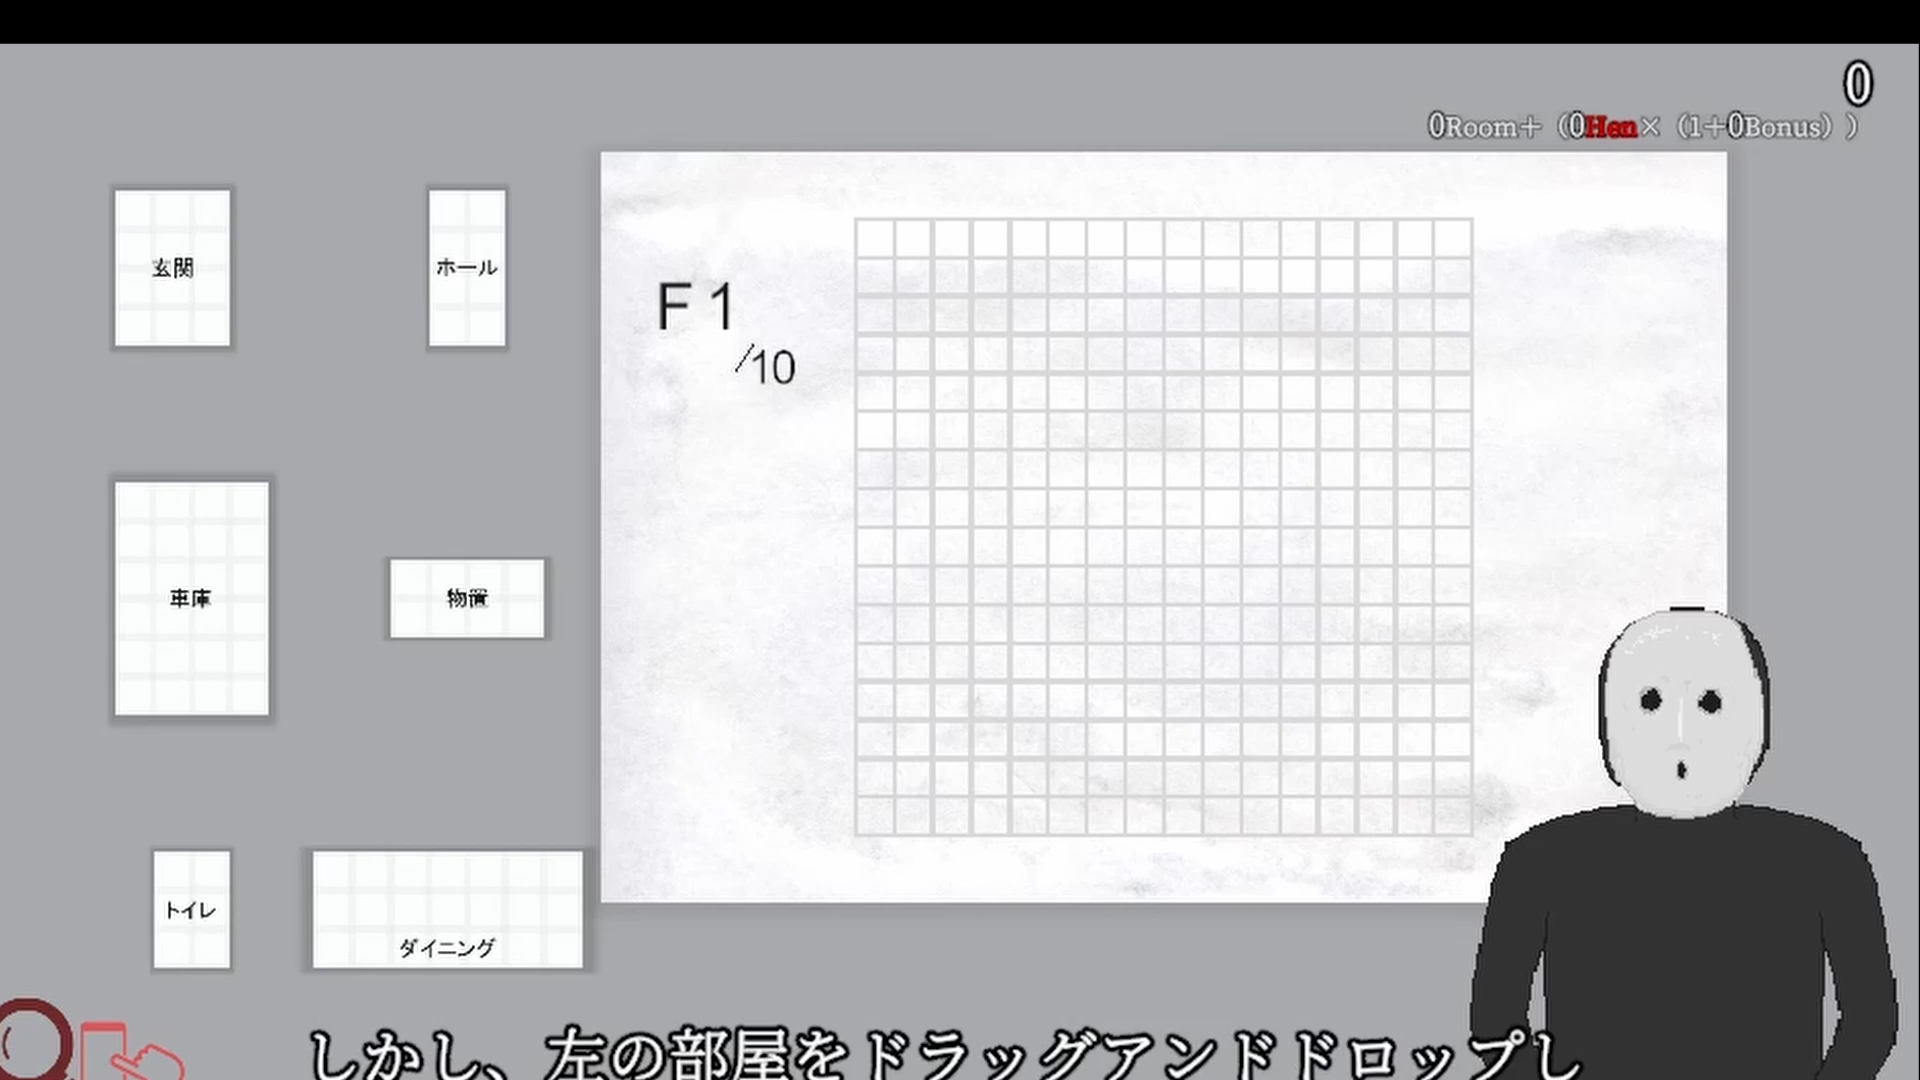 0
0Room＋（0Hen×（1+0Bonus））
玄関
ホール
F 1
/10
車庫
物置
トイレ
ダイニング
しかし、左の部屋をドラッグアンドドロップし